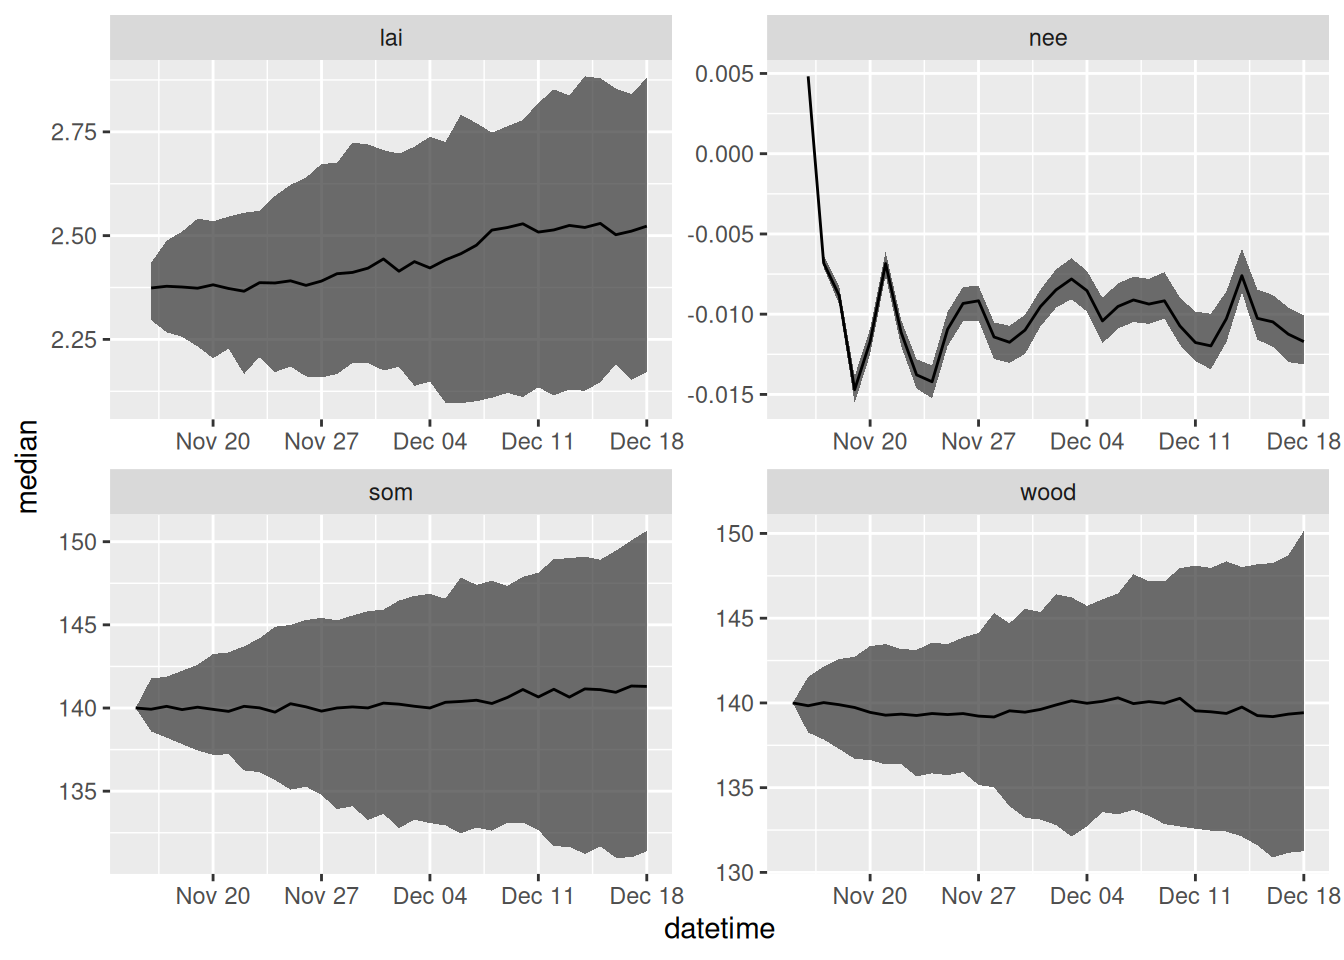 lai
nee
2.75
2.50
2.25
0.005
0.000
-0.005
-0.010
-0.015
Nov 20 Nov 27 Dec 04 Dec 11 Dec 18
Nov 20 Nov 27 Dec 04 Dec 11 Dec 18
median
som
wood
150
145
140
135
150
145
140
135
130
Nov 20 Nov 27 Dec 04 Dec 11 Dec 18
Nov 20 Nov 27 Dec 04 Dec 11 Dec 18
datetime